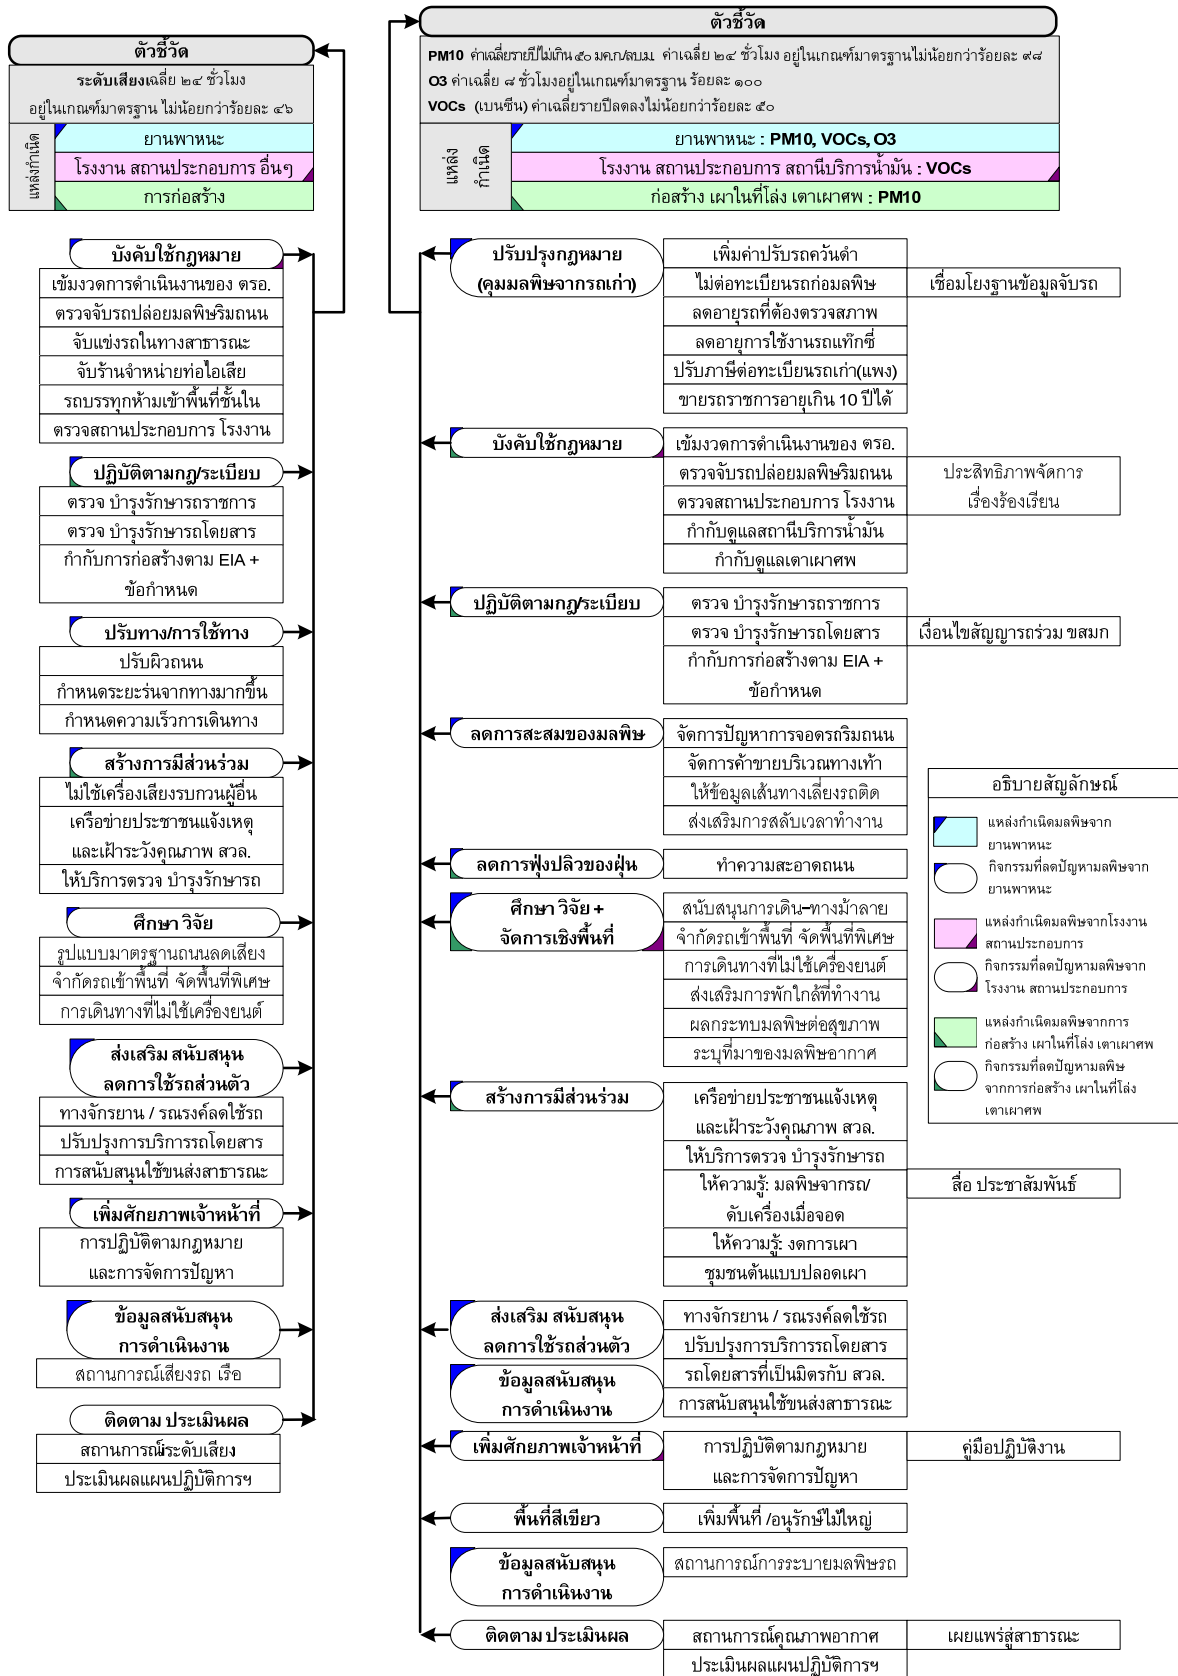 ตัวชี้วัด
ระดับเสียงเฉลี่ย ๒๔ ชั่วโมง
อยู่ในเกณฑ์มาตรฐาน ไม่น้อยกว่าร้อยละ ๔๖
แหล่งกำเนิด
ยานพาหนะ
โรงงาน สถานประกอบการ อื่นๆ
การก่อสร้าง
บังคับใช้กฎหมาย
เข้มงวดการดำเนินงานของ ตรอ.
ตรวจจับรถปล่อยมลพิษริมถนน
จับแข่งรถในทางสาธารณะ
จับร้านจำหน่ายท่อไอเสีย
รถบรรทุกห้ามเข้าพื้นที่ชั้นใน
ตรวจสถานประกอบการ โรงงาน
ปฏิบัติตามกฎ/ระเบียบ
ตรวจ บำรุงรักษารถราชการ
ตรวจ บำรุงรักษารถโดยสาร
กำกับการก่อสร้างตาม EIA +
ข้อกำหนด
ปรับทาง/การใช้ทาง
ปรับผิวถนน
กำหนดระยะร่นจากทางมากขึ้น
กำหนดความเร็วการเดินทาง
สร้างการมีส่วนร่วม
ไม่ใช้เครื่องเสียงรบกวนผู้อื่น
เครือข่ายประชาชนแจ้งเหตุ
และเฝ้าระวังคุณภาพ สวล.
ให้บริการตรวจ บำรุงรักษารถ
ศึกษา วิจัย
รูปแบบมาตรฐานถนนลดเสียง
จำกัดรถเข้าพื้นที่ จัดพื้นที่พิเศษ
การเดินทางที่ไม่ใช้เครื่องยนต์
ส่งเสริม สนับสนุน
ลดการใช้รถส่วนตัว
ทางจักรยาน / รณรงค์ลดใช้รถ
ปรับปรุงการบริการรถโดยสาร
การสนับสนุนใช้ขนส่งสาธารณะ
เพิ่มศักยภาพเจ้าหน้าที่
การปฏิบัติตามกฎหมาย
และการจัดการปัญหา
ข้อมูลสนับสนุน
การดำเนินงาน
สถานการณ์เสียงรถ เรือ
ติดตาม ประเมินผล
สถานการณ์ระดับเสียง
ประเมินผลแผนปฏิบัติการฯ
ตัวชี้วัด
PM10 ค่าเฉลี่ยรายปีไม่เกิน ๕๐ มคก./ลบ.ม. ค่าเฉลี่ย ๒๔ ชั่วโมง อยู่ในเกณฑ์มาตรฐานไม่น้อยกว่าร้อยละ ๙๘
O3 ค่าเฉลี่ย ๘ ชั่วโมงอยู่ในเกณฑ์มาตรฐาน ร้อยละ ๑๐๐
VOCs (เบนซีน) ค่าเฉลี่ยรายปีลดลงไม่น้อยกว่าร้อยละ ๕๐
แหล่ง
กำเนิด
ยานพาหนะ : PM10, VOCs, O3
โรงงาน สถานประกอบการ สถานีบริการน้ำมัน : VOCs
ก่อสร้าง เผาในที่โล่ง เตาเผาศพ : PM10
ปรับปรุงกฎหมาย
(คุมมลพิษจากรถเก่า)
เพิ่มค่าปรับรถควันดำ
ไม่ต่อทะเบียนรถก่อมลพิษ
เชื่อมโยงฐานข้อมูลจับรถ
ลดอายุรถที่ต้องตรวจสภาพ
ลดอายุการใช้งานรถแท๊กซี่
ปรับภาษีต่อทะเบียนรถเก่า(แพง)
ขายรถราชการอายุเกิน 10 ปีได้
บังคับใช้กฎหมาย
เข้มงวดการดำเนินงานของ ตรอ.
ตรวจจับรถปล่อยมลพิษริมถนน
ตรวจสถานประกอบการ โรงงาน
ประสิทธิภาพจัดการ
เรื่องร้องเรียน
กำกับดูแลสถานีบริการน้ำมัน
กำกับดูแลเตาเผาศพ
ปฏิบัติตามกฎ/ระเบียบ
ตรวจ บำรุงรักษารถราชการ
ตรวจ บำรุงรักษารถโดยสาร
เงื่อนไขสัญญารถร่วม ขสมก
กำกับการก่อสร้างตาม EIA +
ข้อกำหนด
ลดการสะสมของมลพิษ
จัดการปัญหาการจอดรถริมถนน
จัดการค้าขายบริเวณทางเท้า
ให้ข้อมูลเส้นทางเลี่ยงรถติด
ส่งเสริมการสลับเวลาทำงาน
ลดการฟุ้งปลิวของฝุ่น
ทำความสะอาดถนน
ศึกษา วิจัย +
จัดการเชิงพื้นที่
สนับสนุนการเดิน-ทางม้าลาย
จำกัดรถเข้าพื้นที่ จัดพื้นที่พิเศษ
การเดินทางที่ไม่ใช้เครื่องยนต์
ส่งเสริมการพักใกล้ที่ทำงาน
ผลกระทบมลพิษต่อสุขภาพ
ระบุที่มาของมลพิษอากาศ
สร้างการมีส่วนร่วม
เครือข่ายประชาชนแจ้งเหตุ
และเฝ้าระวังคุณภาพ สวล.
ให้บริการตรวจ บำรุงรักษารถ
ให้ความรู้: มลพิษจากรถ/
ดับเครื่องเมื่อจอด
สื่อ ประชาสัมพันธ์
ให้ความรู้: งดการเผา
ชุมชนต้นแบบปลอดเผา
ส่งเสริม สนับสนุน
ลดการใช้รถส่วนตัว
ทางจักรยาน / รณรงค์ลดใช้รถ
ปรับปรุงการบริการรถโดยสาร
รถโดยสารที่เป็นมิตรกับ สวล.
การสนับสนุนใช้ขนส่งสาธารณะ
ข้อมูลสนับสนุน
การดำเนินงาน
เพิ่มศักยภาพเจ้าหน้าที่
การปฏิบัติตามกฎหมาย
และการจัดการปัญหา
คู่มือปฏิบัติงาน
พื้นที่สีเขียว
เพิ่มพื้นที่ /อนุรักษ์ไม้ใหญ่
ข้อมูลสนับสนุน
การดำเนินงาน
สถานการณ์การระบายมลพิษรถ
ติดตาม ประเมินผล
สถานการณ์คุณภาพอากาศ
เผยแพร่สู่สาธารณะ
ประเมินผลแผนปฏิบัติการฯ
อธิบายสัญลักษณ์
แหล่งกำเนิดมลพิษจาก
ยานพาหนะ
กิจกรรมที่ลดปัญหามลพิษจาก
ยานพาหนะ
แหล่งกำเนิดมลพิษจากโรงงาน
สถานประกอบการ
กิจกรรมที่ลดปัญหามลพิษจาก
โรงงาน สถานประกอบการ
แหล่งกำเนิดมลพิษจากการ
ก่อสร้าง เผาในที่โล่ง เตาเผาศพ
กิจกรรมที่ลดปัญหามลพิษ
จากการก่อสร้าง เผาในที่โล่ง
เตาเผาศพ